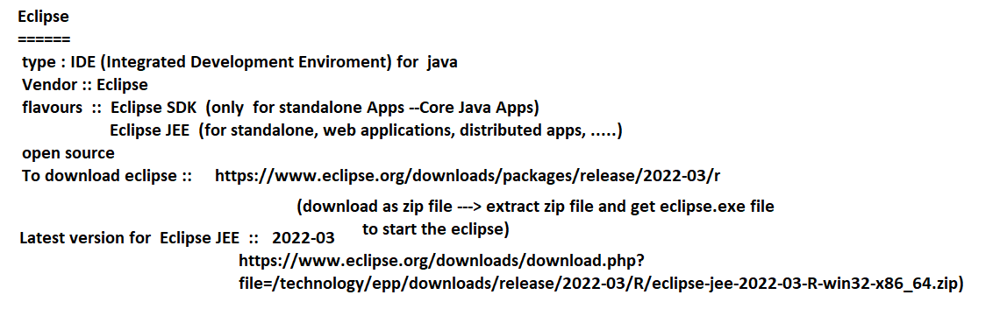 Eclipse
======
type : IDE (Integrated Development Enviroment) for java
Vendor :: Eclipse
flavours :: Eclipse SDK (only for standalone Apps --Core Java Apps)
Eclipse JEE (for standalone, web applications, distributed apps, .....)
open source
To download eclipse :: https://www.eclipse.org/downloads/packages/release/2022-03/r
(download as zip file ---> extract zip file and get eclipse.exe file
to start the eclipse)
Latest version for Eclipse JEE :: 2022-03
https://www.eclipse.org/downloads/download.php?
file=/technology/epp/downloads/release/2022-03/R/eclipse-jee-2022-03-R-win32-x86_64.zip)